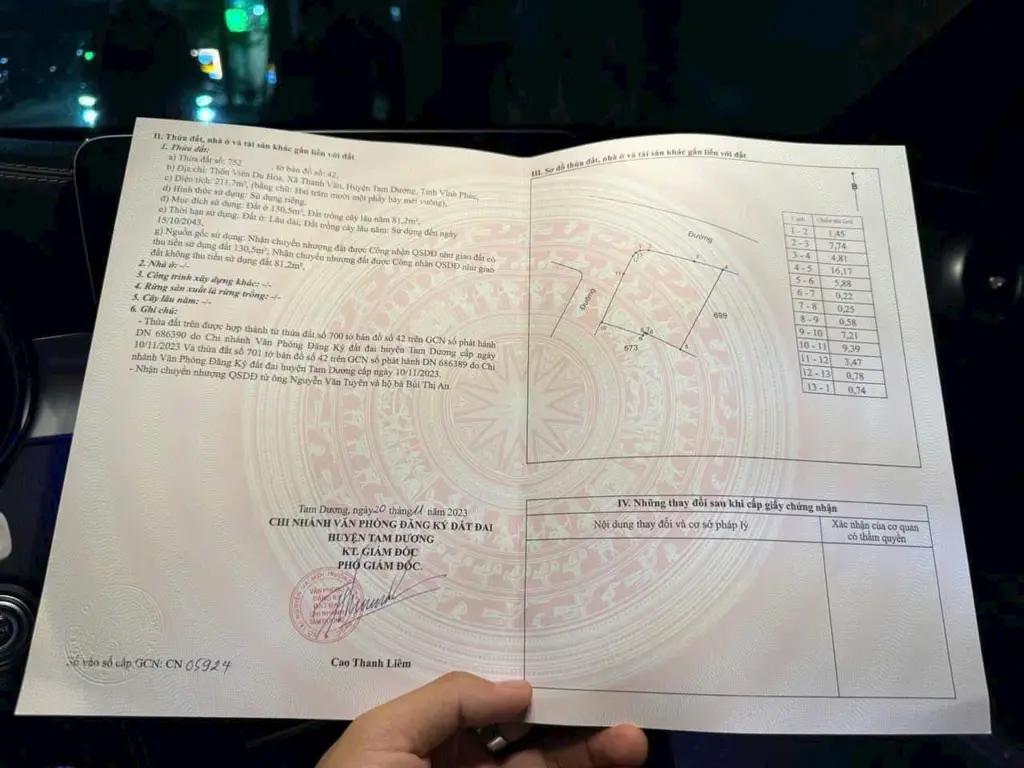 II. Thửa đất, nhà ở và tài sản khác gắn liền với đất
1. Thửa đất:
a) Thửa đất số: 752 , tờ bản đồ số: 42,
b) Địa chỉ: Thôn Viên Du Hòa, Xã Thanh Vân, Huyện Tam Dương, Tỉnh Vĩnh Phúc,
c) Diện tích: 211,7m², (bằng chữ: Hai trăm mười một phẩy bảy mét vuông),
d) Hình thức sử dụng: Sử dụng riêng,
đ) Mục đích sử dụng: Đất ở 130,5m², Đất trồng cây lâu năm 81,2m²,
e) Thời hạn sử dụng: Đất ở: Lâu dài; Đất trồng cây lâu năm: Sử dụng đến ngày
15/10/2043,
g) Nguồn gốc sử dụng: Nhận chuyển nhượng đất được Công nhận QSDĐ như giao đất có
thu tiền sử dụng đất 130,5m²; Nhận chuyển nhượng đất được Công nhận QSDĐ như giao
đất không thu tiền sử dụng đất 81,2m²,
2. Nhà ở: -/-
3. Công trình xây dựng khác: -/-
4. Rừng sản xuất là rừng trồng: -/-
5. Cây lâu năm: -/-
6. Ghi chú:
- Thửa đất trên được hợp thành từ thửa đất số 700 tờ bản đồ số 42 trên GCN số phát hành
DN 686390 do Chi nhánh Văn Phòng Đăng Ký đất đai huyện Tam Dương cấp ngày
10/11/2023 Và thửa đất số 701 tờ bản đồ số 42 trên GCN số phát hành DN 686389 do Chi
nhánh Văn Phòng Đăng Ký đất đai huyện Tam Dương cấp ngày 10/11/2023.
- Nhận chuyển nhượng QSDĐ từ ông Nguyễn Văn Tuyên và hộ bà Bùi Thị An
Tam Dương, ngày 20 tháng 11 năm 2023
CHI NHÁNH VĂN PHÒNG ĐĂNG KÝ ĐẤT ĐAI
HUYỆN TAM DƯƠNG
KT. GIÁM ĐỐC
PHÓ GIÁM ĐỐC.
Cao Thanh Liêm
Số vào sổ cấp GCN: CN 05924
III. Sơ đồ thửa đất, nhà ở và tài sản khác gắn liền với đất
B
Đường
Đường
699
673
Cạnh Chiều dài (m)
1 - 2 1,45
2 - 3 7,74
3 - 4 4,81
4 - 5 16,17
5 - 6 5,88
6 - 7 0,22
7 - 8 0,25
8 - 9 0,58
9 - 10 7,21
10 - 11 9,39
11 - 12 3,47
12 - 13 0,78
13 - 1 0,74
IV. Những thay đổi sau khi cấp giấy chứng nhận
Nội dung thay đổi và cơ sở pháp lý
Xác nhận của cơ quan
có thẩm quyền